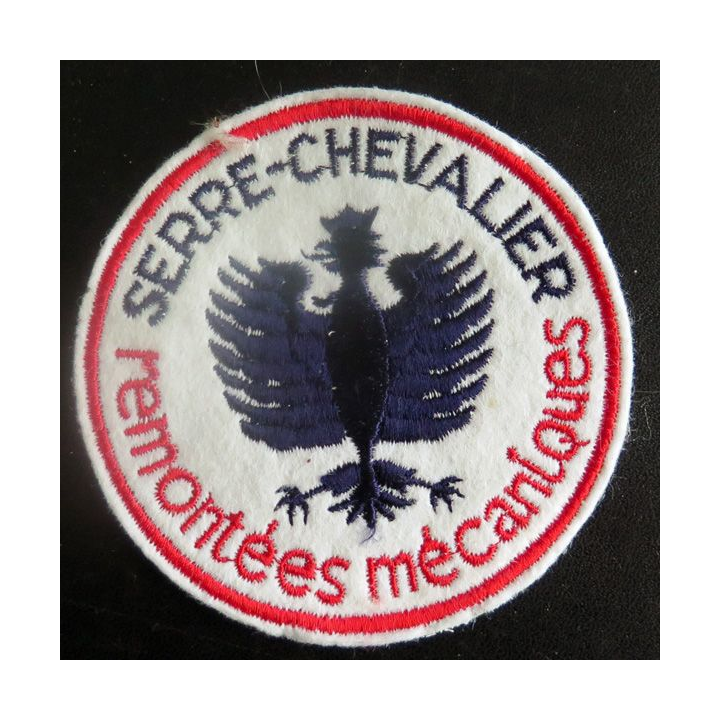 SERRE-CHEVALIER
remontées mécaniques